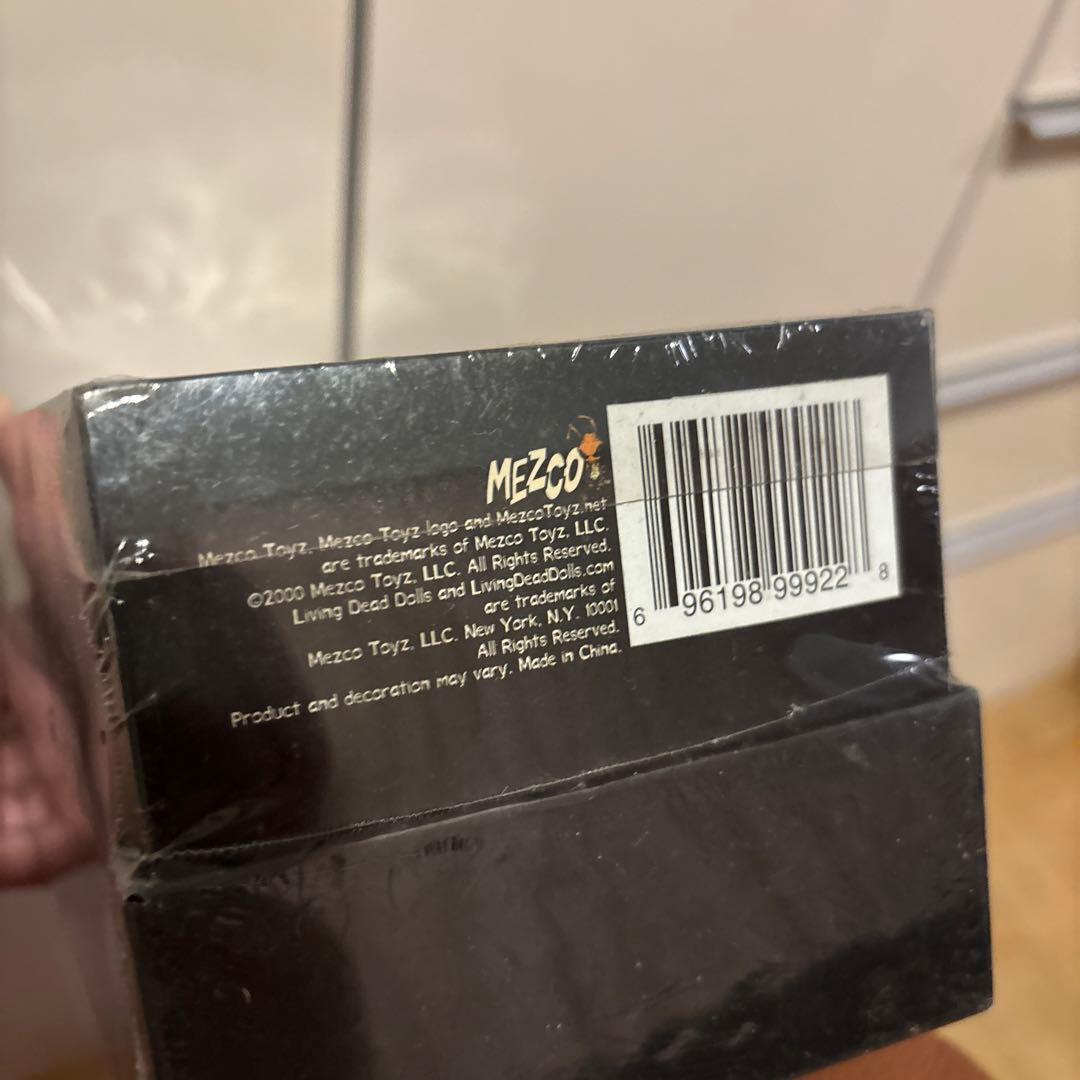 MEZCO
Mezco Toyz, Mezco Toyz logo and MezcoToyz.net
are trademarks of Mezco Toyz, LLC.
©2000 Mezco Toyz, LLC. All Rights Reserved.
Living Dead Dolls and LivingDeadDolls.com
are trademarks of
Mezco Toyz, LLC. New York, N.Y. 10001
All Rights Reserved.
Product and decoration may vary. Made in China.
6 96198 99922 8